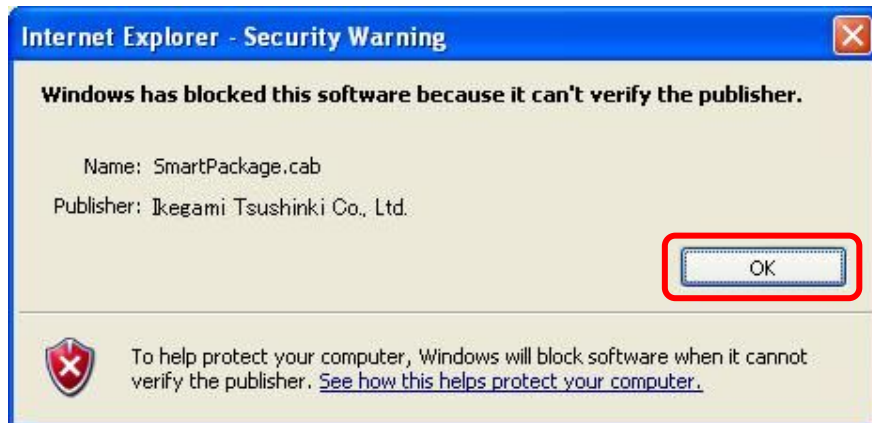 Internet Explorer - Security Warning
Windows has blocked this software because it can't verify the publisher.
Name: SmartPackage.cab
Publisher: Ikegami Tsushinki Co., Ltd.
OK
To help protect your computer, Windows will block software when it cannot
verify the publisher. See how this helps protect your computer.